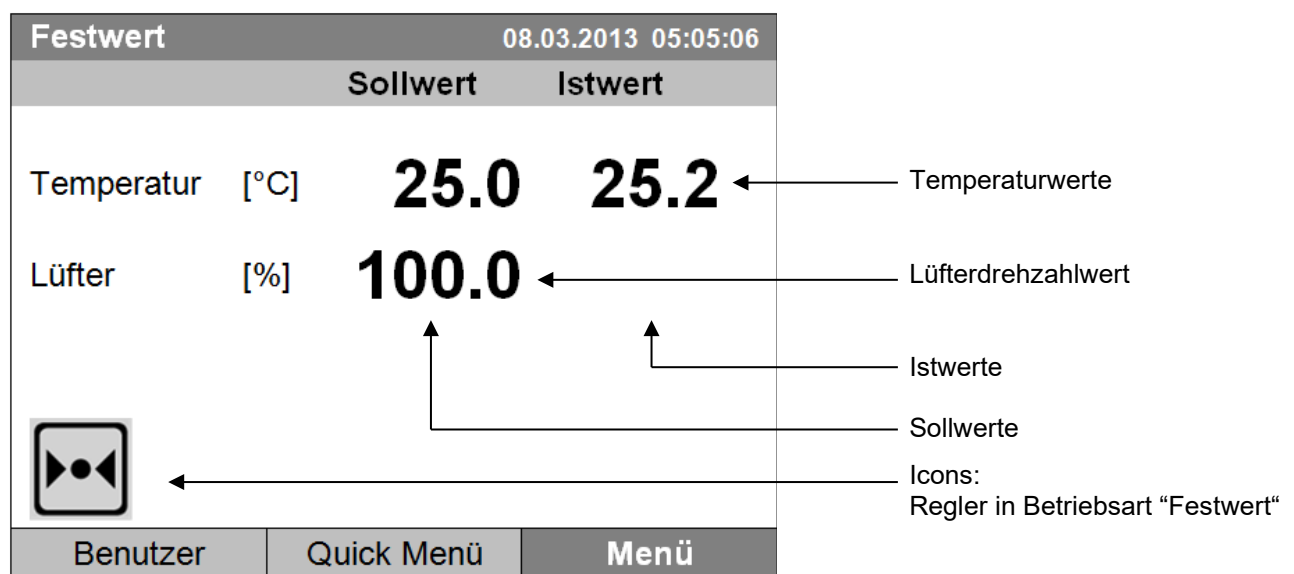 Festwert 08.03.2013 05:05:06
Sollwert Istwert
Temperatur [°C] 25.0 25.2
Temperaturwerte
Lüfter [%] 100.0
Lüfterdrehzahlwert
Istwerte
Sollwerte
Icons:
Regler in Betriebsart “Festwert“
Benutzer Quick Menü Menü